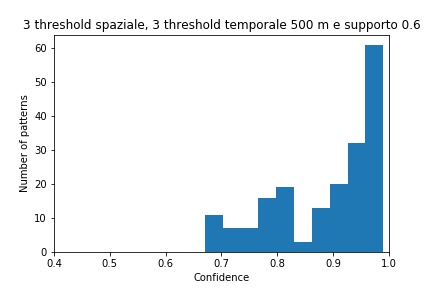 3 threshold spaziale, 3 threshold temporale 500 m e supporto 0.6
60
50
40
30
20
10
0
Number of patterns
0.4 0.5 0.6 0.7 0.8 0.9 1.0
Confidence